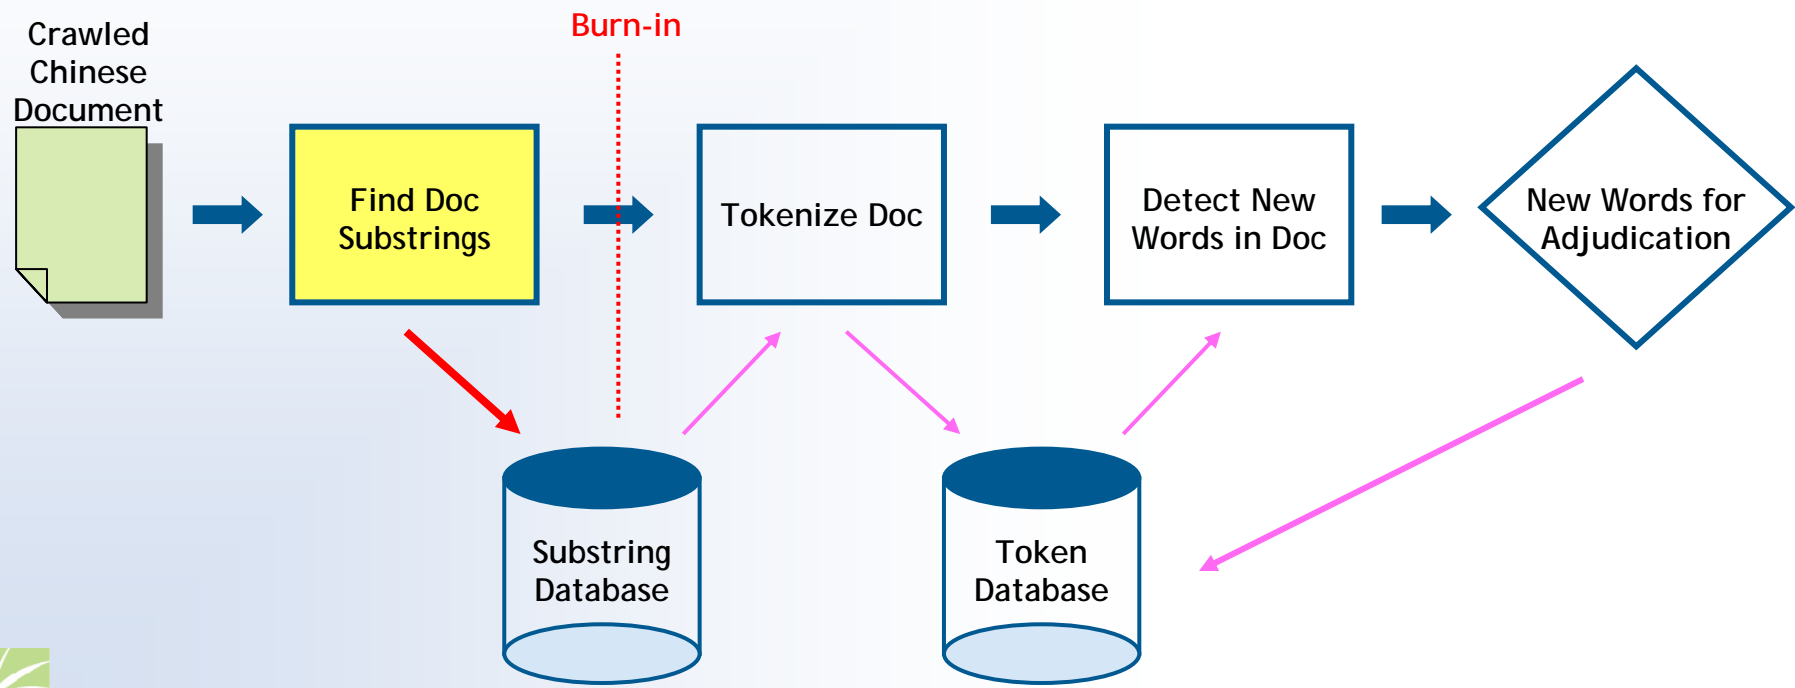 Burn-in
Crawled
Chinese
Document
Find Doc
Substrings
Tokenize Doc
Detect New
Words in Doc
New Words for
Adjudication
Substring
Database
Token
Database